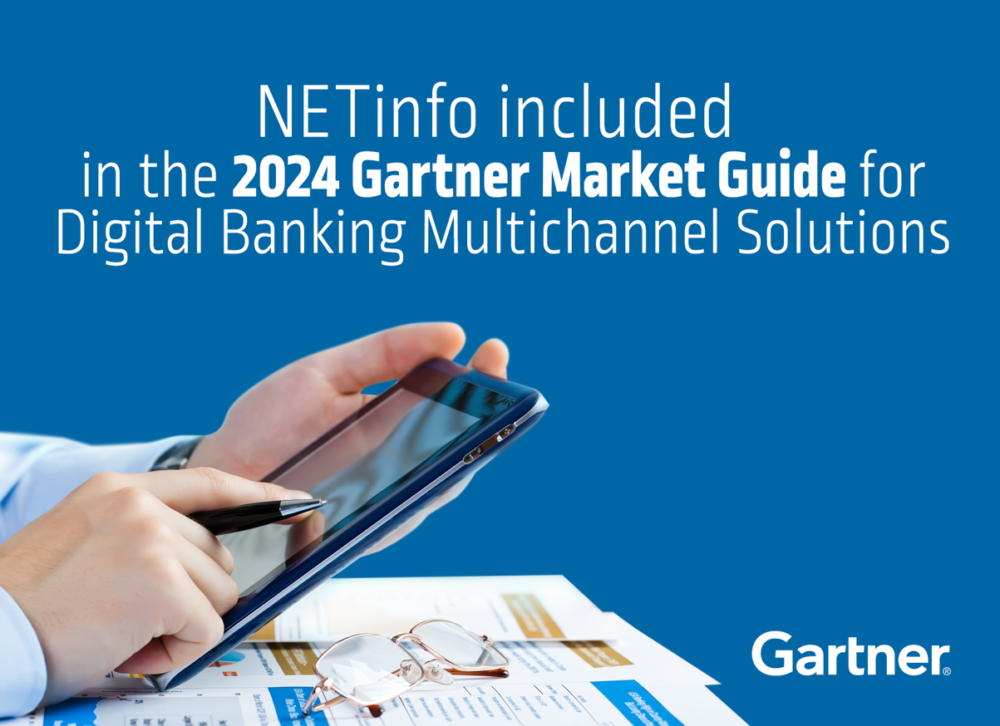 NETinfo included
in the 2024 Gartner Market Guide for
Digital Banking Multichannel Solutions
Gartner®